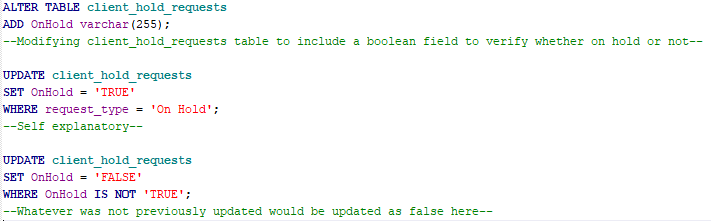 ALTER TABLE client_hold_requests
ADD OnHold varchar(255);
--Modifying client_hold_requests table to include a boolean field to verify whether on hold or not--
UPDATE client_hold_requests
SET OnHold = 'TRUE'
WHERE request_type = 'On Hold';
--Self explanatory--
UPDATE client_hold_requests
SET OnHold = 'FALSE'
WHERE OnHold IS NOT 'TRUE';
--Whatever was not previously updated would be updated as false here--